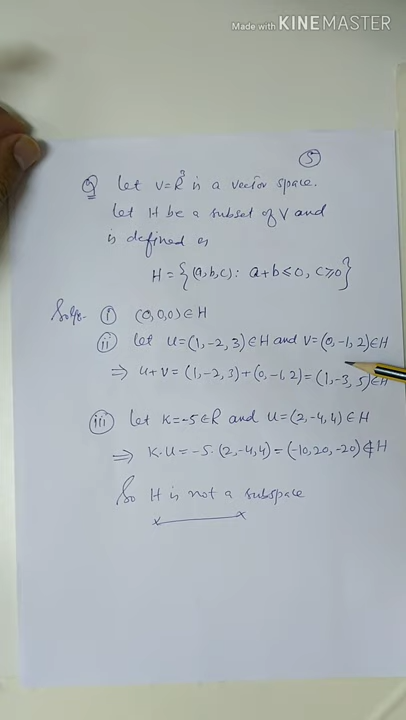 Made with KINEMASTER
5
Q Let V=R³ is a vector space.
Let H be a subset of V and
is defined as
H = {(a,b,c): a+b≤0, c≥0}
Soln:- (i) (0,0,0) ∈ H
(ii) Let u=(1,-2,3)∈H and v=(0,-1,2)∈H
⇒ u+v = (1,-2,3)+(0,-1,2)=(1,-3,5)∈H
(iii) Let K=-5∈R and u=(2,-4,4)∈H
⇒ K.u=-5.(2,-4,4)=(-10,20,-20)∉H
So H is not a subspace